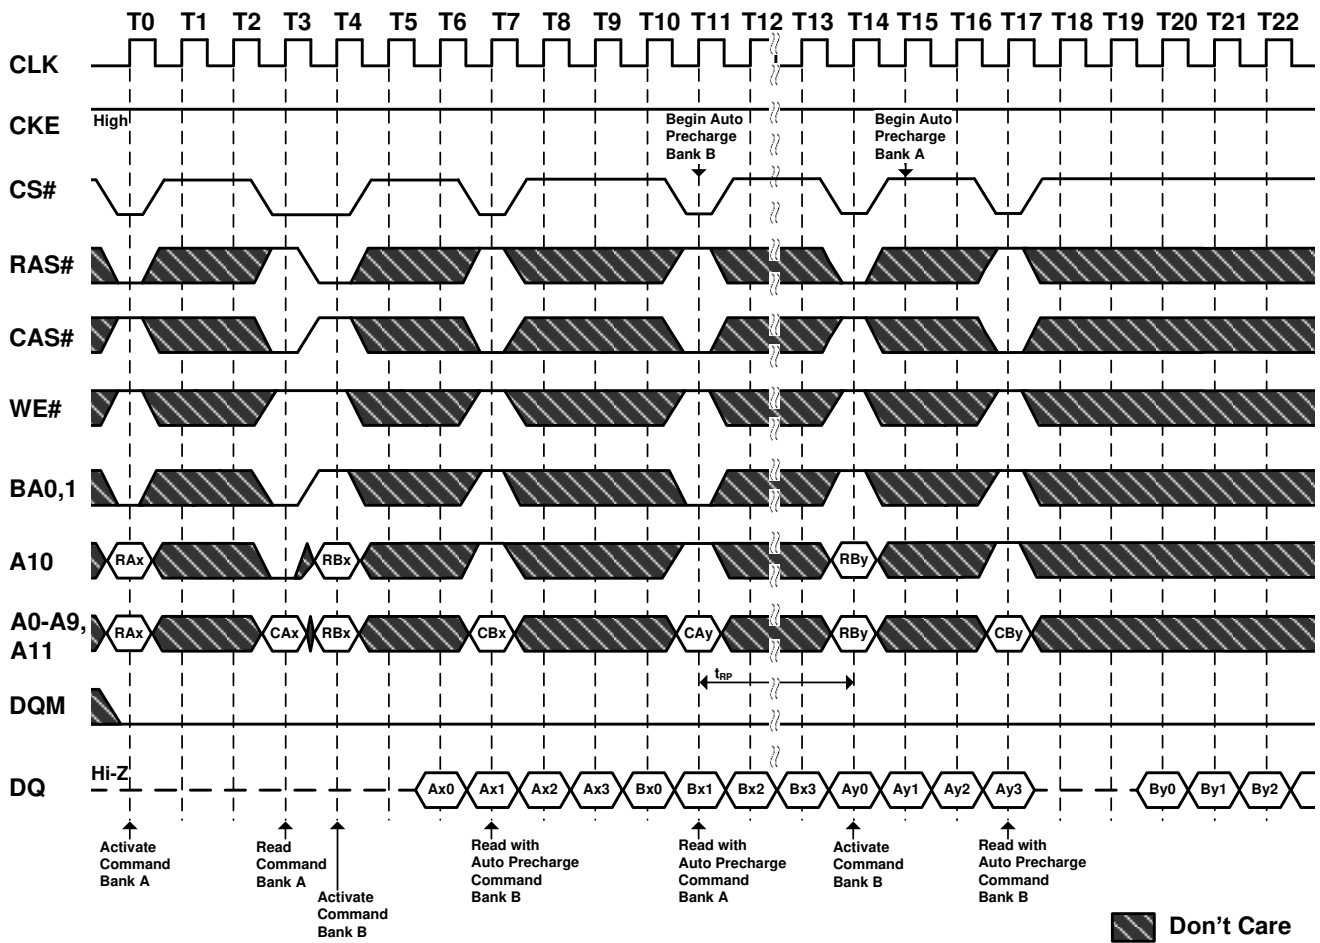 T0 T1 T2 T3 T4 T5 T6 T7 T8 T9 T10 T11 T12 T13 T14 T15 T16 T17 T18 T19 T20 T21 T22
CLK
CKE
High
Begin Auto
Precharge
Bank B
Begin Auto
Precharge
Bank A
CS#
RAS#
CAS#
WE#
BA0,1
A10
RAx RBx RBy
A0-A9,
A11
RAx CAx RBx CBx CAy RBy CBy
tRP
DQM
Hi-Z
DQ
Ax0 Ax1 Ax2 Ax3 Bx0 Bx1 Bx2 Bx3 Ay0 Ay1 Ay2 Ay3 By0 By1 By2
Activate
Command
Bank A
Read
Command
Bank A
Activate
Command
Bank B
Read with
Auto Precharge
Command
Bank B
Read with
Auto Precharge
Command
Bank A
Activate
Command
Bank B
Read with
Auto Precharge
Command
Bank B
Don't Care